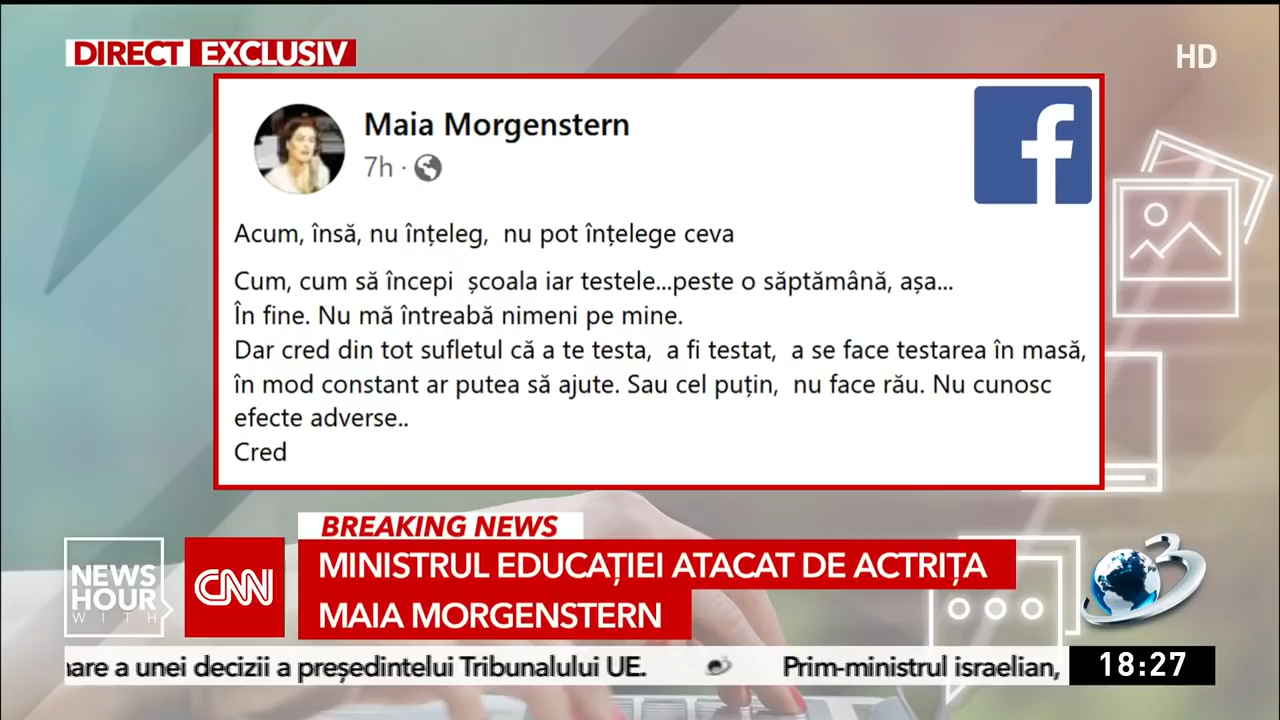 DIRECT EXCLUSIV
HD
Maia Morgenstern
7h ·
f
Acum, însă, nu înțeleg, nu pot înțelege ceva
Cum, cum să începi școala iar testele...peste o săptămână, așa...
În fine. Nu mă întreabă nimeni pe mine.
Dar cred din tot sufletul că a te testa, a fi testat, a se face testarea în masă,
în mod constant ar putea să ajute. Sau cel puțin, nu face rău. Nu cunosc
efecte adverse..
Cred
BREAKING NEWS
NEWS
HOUR
WITH
CNN
MINISTRUL EDUCAȚIEI ATACAT DE ACTRIȚA
MAIA MORGENSTERN
3
a unei decizii a președintelui Tribunalului UE. Prim-ministrul israelian,
18:27